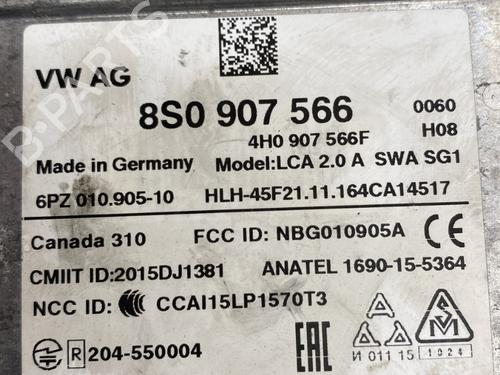 VW AG
8S0 907 566 0060
4H0 907 566F H08
Made in Germany Model:LCA 2.0 A SWA SG1
6PZ 010.905-10 HLH-45F21.11.164CA14517
Canada 310 FCC ID: NBG010905A CE
CMIIT ID:2015DJ1381 ANATEL 1690-15-5364
NCC ID: CCAI15LP1570T3
R 204-550004 EAC И 011 15 1024
B-PARTS